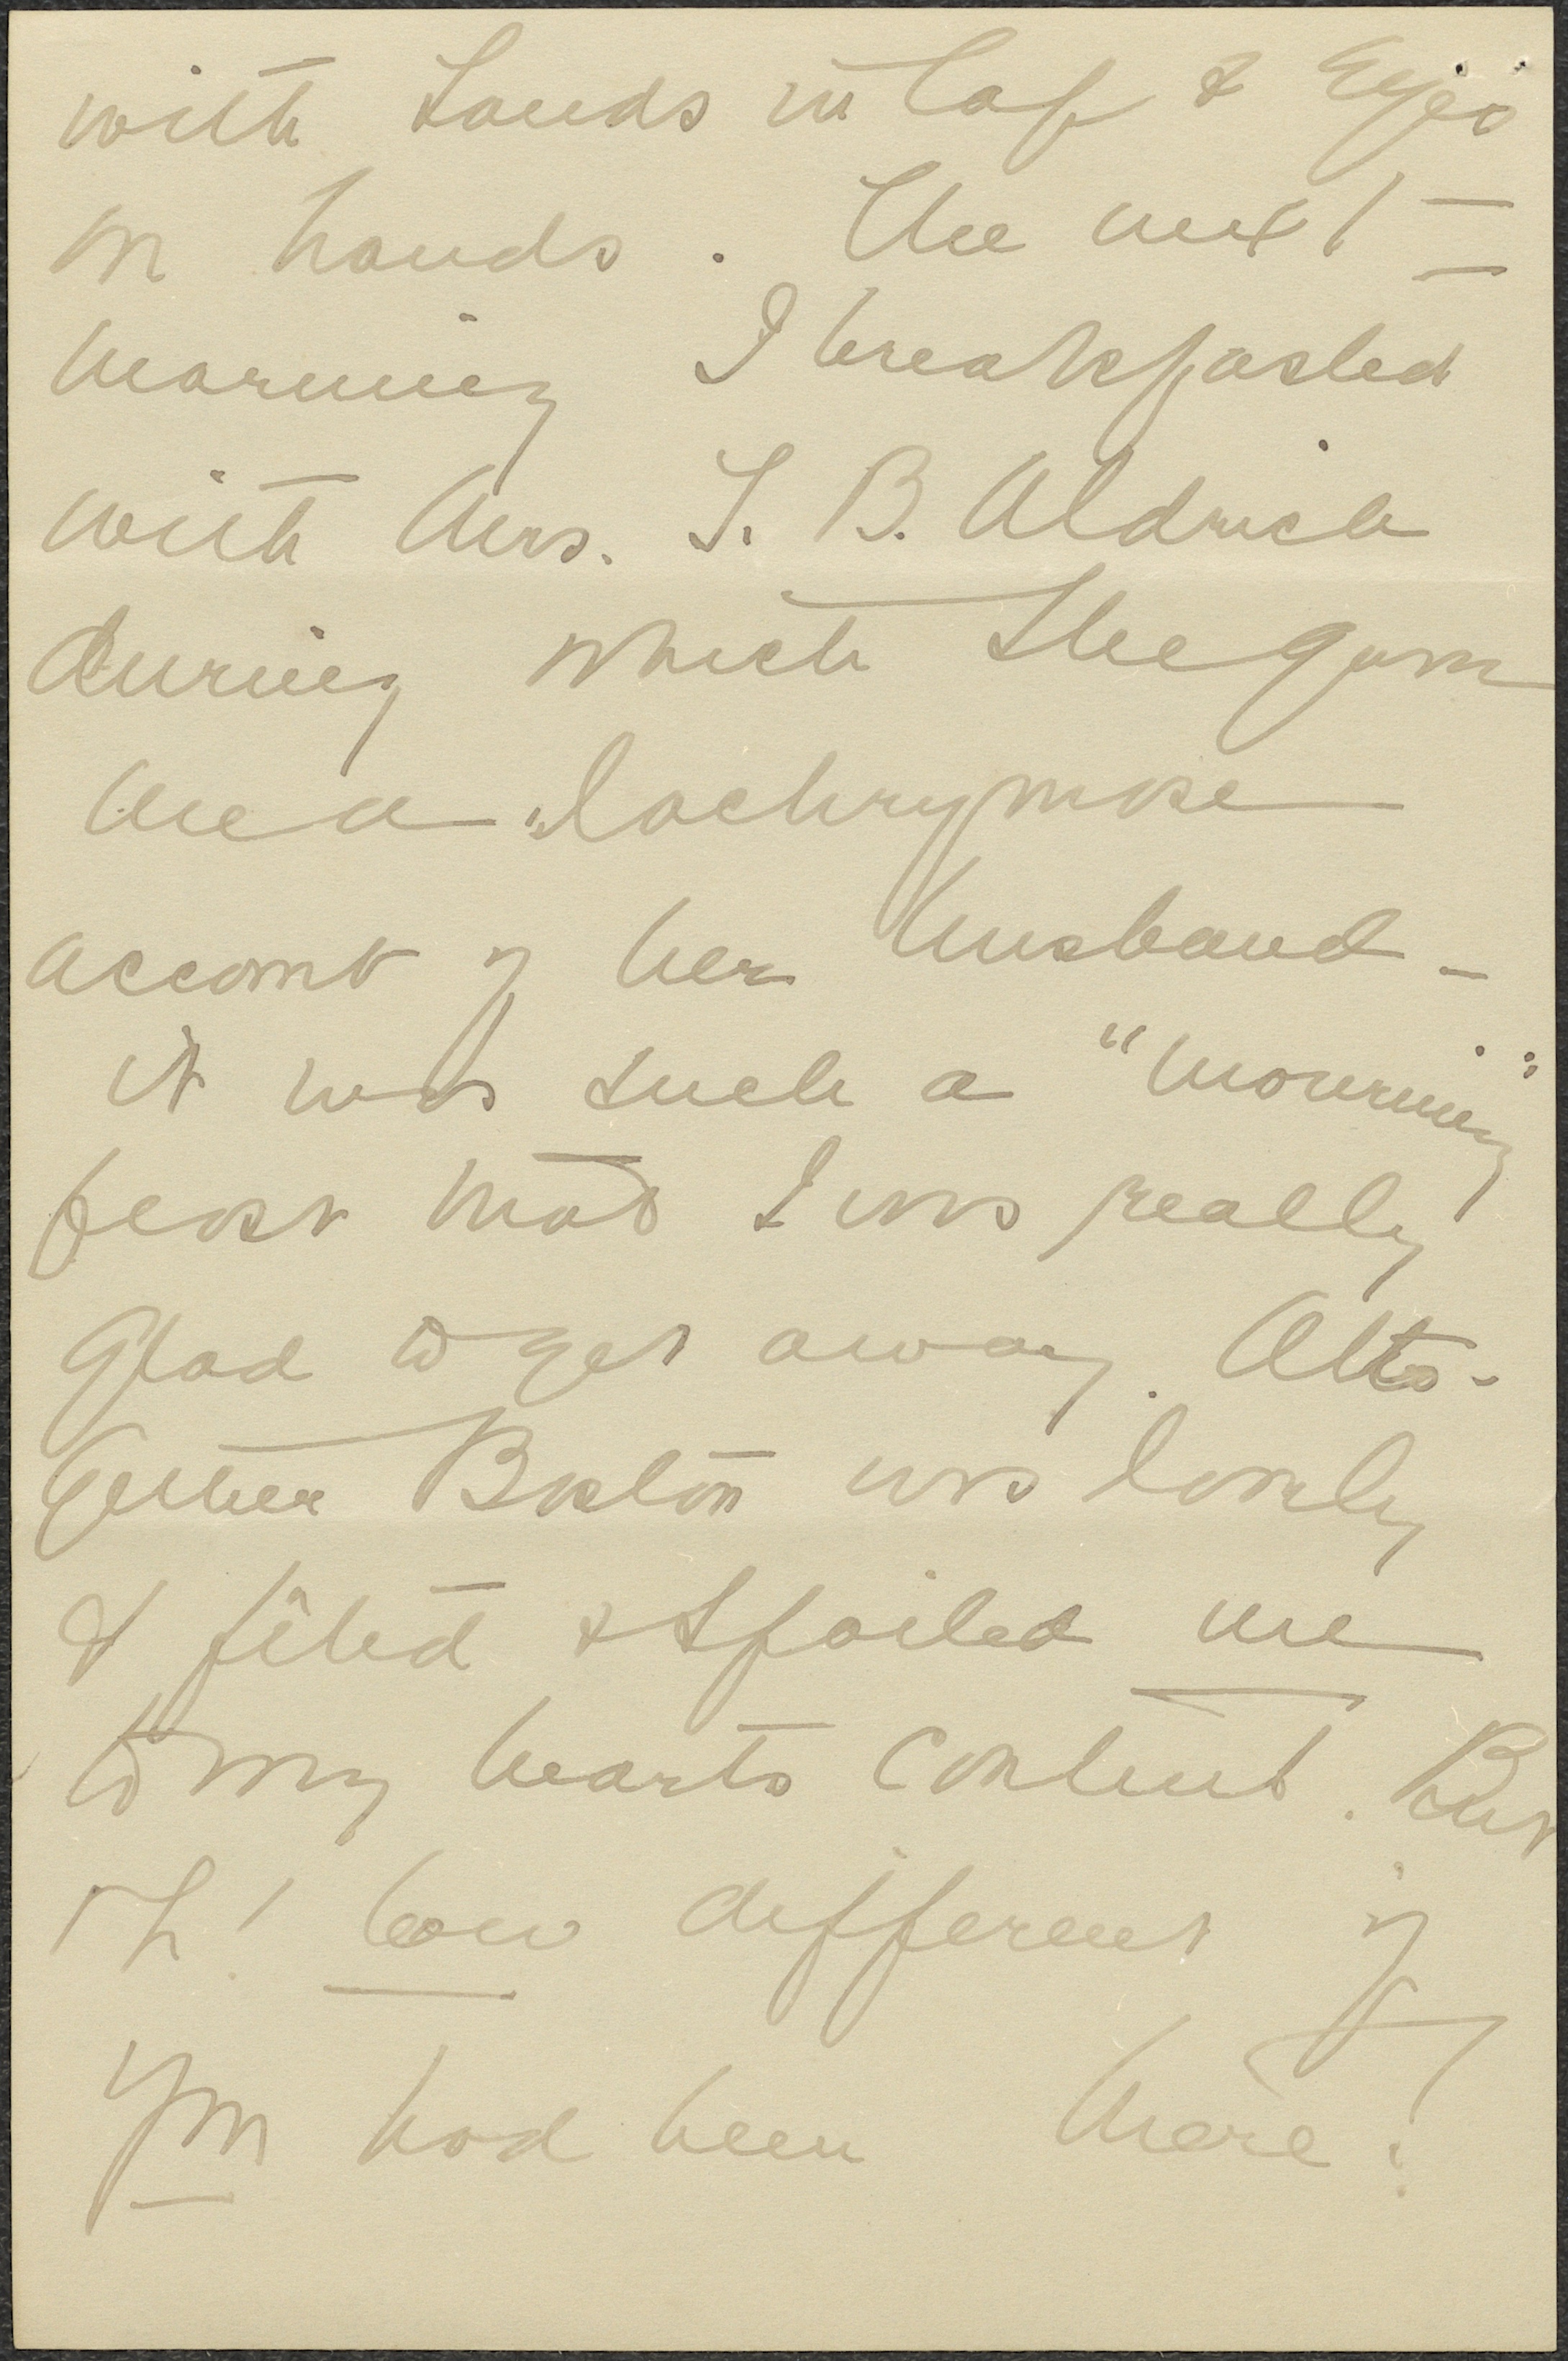 with hands in lap & eyes
on hands. The next =
morning I breakfasted
with Mrs. T. B. Aldrich
during which she gave
me a lachrymose
account of her husband -
it was such a "mourning"
feast that I was really
glad to get away. Alto-
gether Boston was lovely
& fêted & spoiled me
to my hearts content. But
oh! how different if
you had been there!